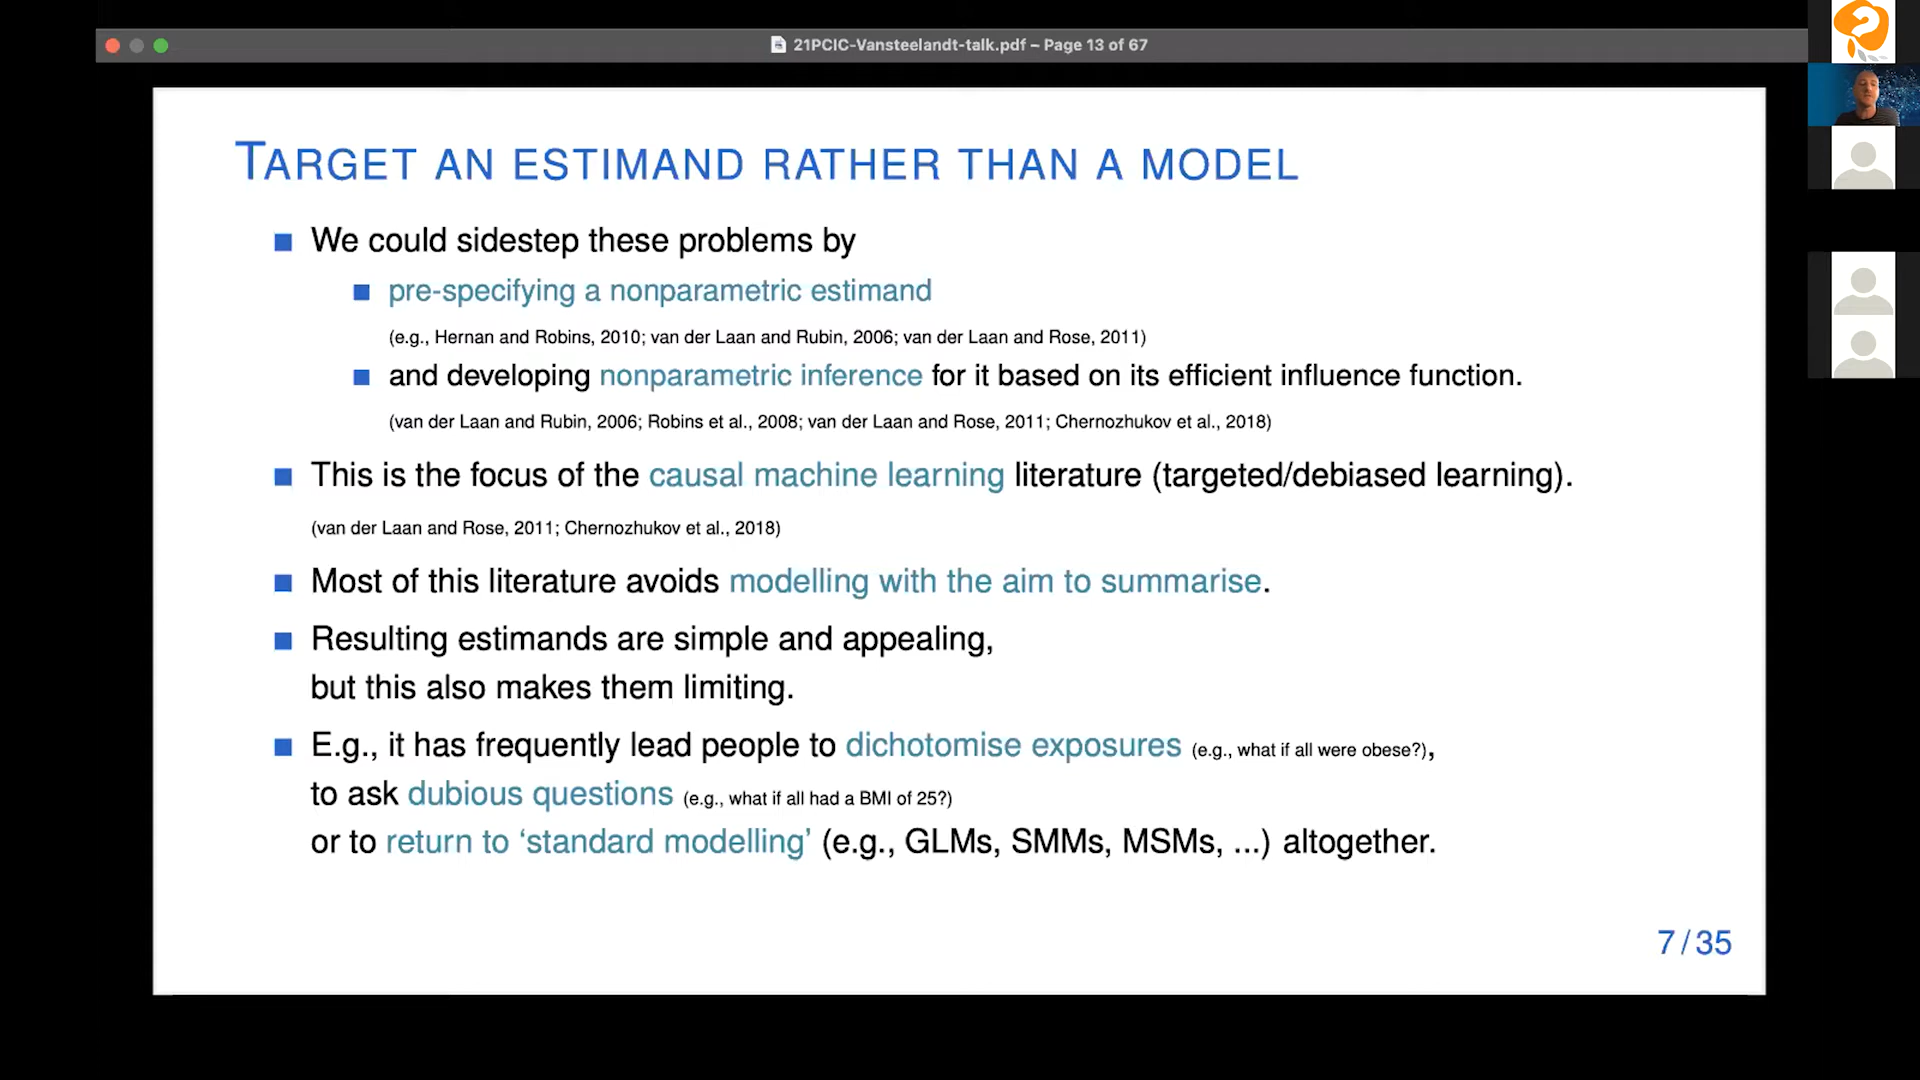 21PCIC-Vansteelandt-talk.pdf – Page 13 of 67
TARGET AN ESTIMAND RATHER THAN A MODEL
We could sidestep these problems by
pre-specifying a nonparametric estimand
(e.g., Hernan and Robins, 2010; van der Laan and Rubin, 2006; van der Laan and Rose, 2011)
and developing nonparametric inference for it based on its efficient influence function.
(van der Laan and Rubin, 2006; Robins et al., 2008; van der Laan and Rose, 2011; Chernozhukov et al., 2018)
This is the focus of the causal machine learning literature (targeted/debiased learning).
(van der Laan and Rose, 2011; Chernozhukov et al., 2018)
Most of this literature avoids modelling with the aim to summarise.
Resulting estimands are simple and appealing,
but this also makes them limiting.
E.g., it has frequently lead people to dichotomise exposures (e.g., what if all were obese?),
to ask dubious questions (e.g., what if all had a BMI of 25?)
or to return to ‘standard modelling’ (e.g., GLMs, SMMs, MSMs, ...) altogether.
7/35